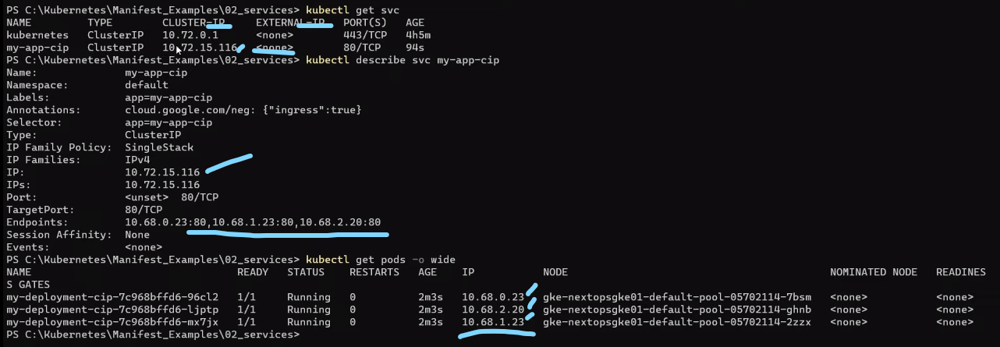 PS C:\Kubernetes\Manifest_Examples\02_services> kubectl get svc
NAME TYPE CLUSTER-IP EXTERNAL-IP PORT(S) AGE
kubernetes ClusterIP 10.72.0.1 <none> 443/TCP 4h5m
my-app-cip ClusterIP 10.72.15.116 <none> 80/TCP 94s
PS C:\Kubernetes\Manifest_Examples\02_services> kubectl describe svc my-app-cip
Name: my-app-cip
Namespace: default
Labels: app=my-app-cip
Annotations: cloud.google.com/neg: {"ingress":true}
Selector: app=my-app-cip
Type: ClusterIP
IP Family Policy: SingleStack
IP Families: IPv4
IP: 10.72.15.116
IPs: 10.72.15.116
Port: <unset> 80/TCP
TargetPort: 80/TCP
Endpoints: 10.68.0.23:80,10.68.1.23:80,10.68.2.20:80
Session Affinity: None
Events: <none>
PS C:\Kubernetes\Manifest_Examples\02_services> kubectl get pods -o wide
NAME READY STATUS RESTARTS AGE IP NODE NOMINATED NODE READINES
S GATES
my-deployment-cip-7c968bffd6-96cl2 1/1 Running 0 2m3s 10.68.0.23 gke-nextopsgke01-default-pool-05702114-7bsm <none> <none>
my-deployment-cip-7c968bffd6-ljptp 1/1 Running 0 2m3s 10.68.2.20 gke-nextopsgke01-default-pool-05702114-ghnb <none> <none>
my-deployment-cip-7c968bffd6-mx7jx 1/1 Running 0 2m3s 10.68.1.23 gke-nextopsgke01-default-pool-05702114-2zzx <none> <none>
PS C:\Kubernetes\Manifest_Examples\02_services>